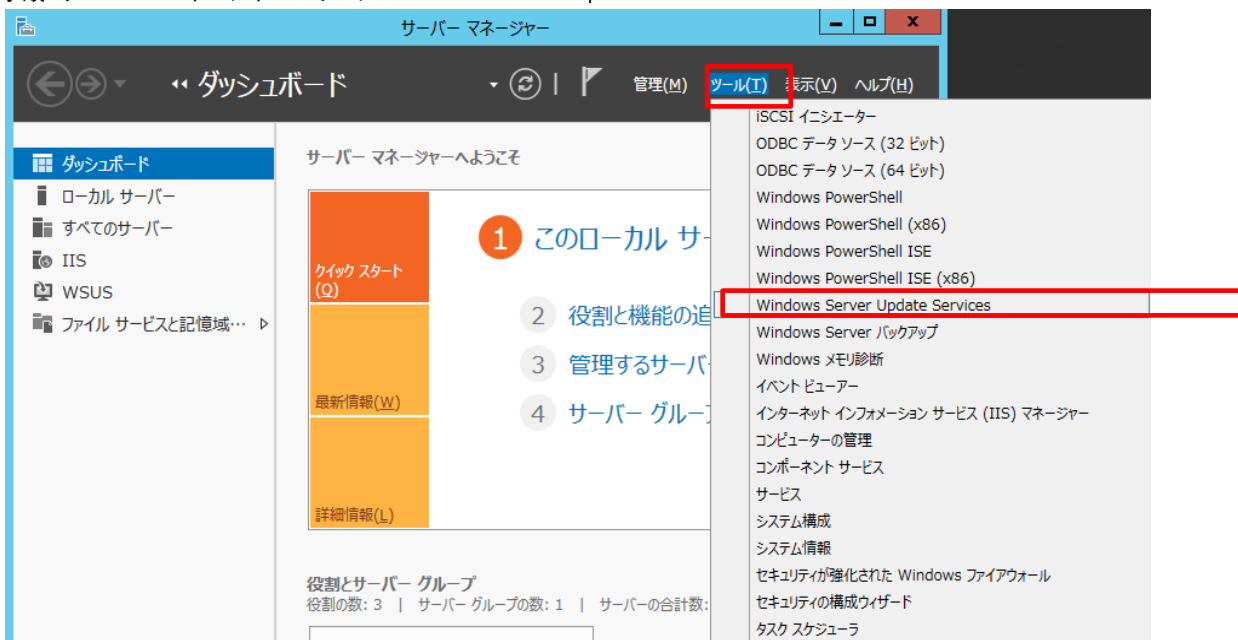 サーバー マネージャー
ダッシュボード
管理(M) ツール(T) 表示(V) ヘルプ(H)
ダッシュボード
ローカル サーバー
すべてのサーバー
IIS
WSUS
ファイル サービスと記憶域…
サーバー マネージャーへようこそ
クイック スタート
(Q)
最新情報(W)
詳細情報(L)
1 このローカル サー
2 役割と機能の追
3 管理するサーバ
4 サーバー グルー
役割とサーバー グループ
役割の数: 3 | サーバー グループの数: 1 | サーバーの合計数:
iSCSI イニシエーター
ODBC データ ソース (32 ビット)
ODBC データ ソース (64 ビット)
Windows PowerShell
Windows PowerShell (x86)
Windows PowerShell ISE
Windows PowerShell ISE (x86)
Windows Server Update Services
Windows Server バックアップ
Windows メモリ診断
イベント ビューアー
インターネット インフォメーション サービス (IIS) マネージャー
コンピューターの管理
コンポーネント サービス
サービス
システム構成
システム情報
セキュリティが強化された Windows ファイアウォール
セキュリティの構成ウィザード
タスク スケジューラ